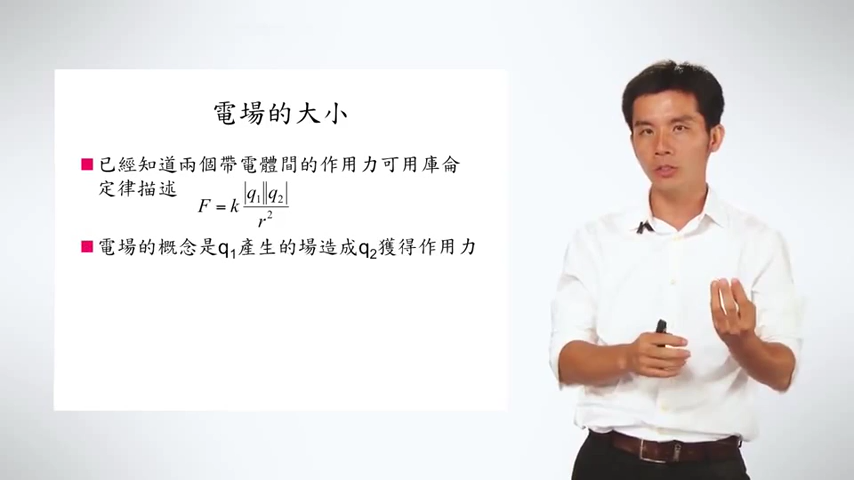 電場的大小
■已經知道兩個帶電體間的作用力可用庫侖
定律描述
F = k |q₁||q₂| / r²
■電場的概念是q₁產生的場造成q₂獲得作用力